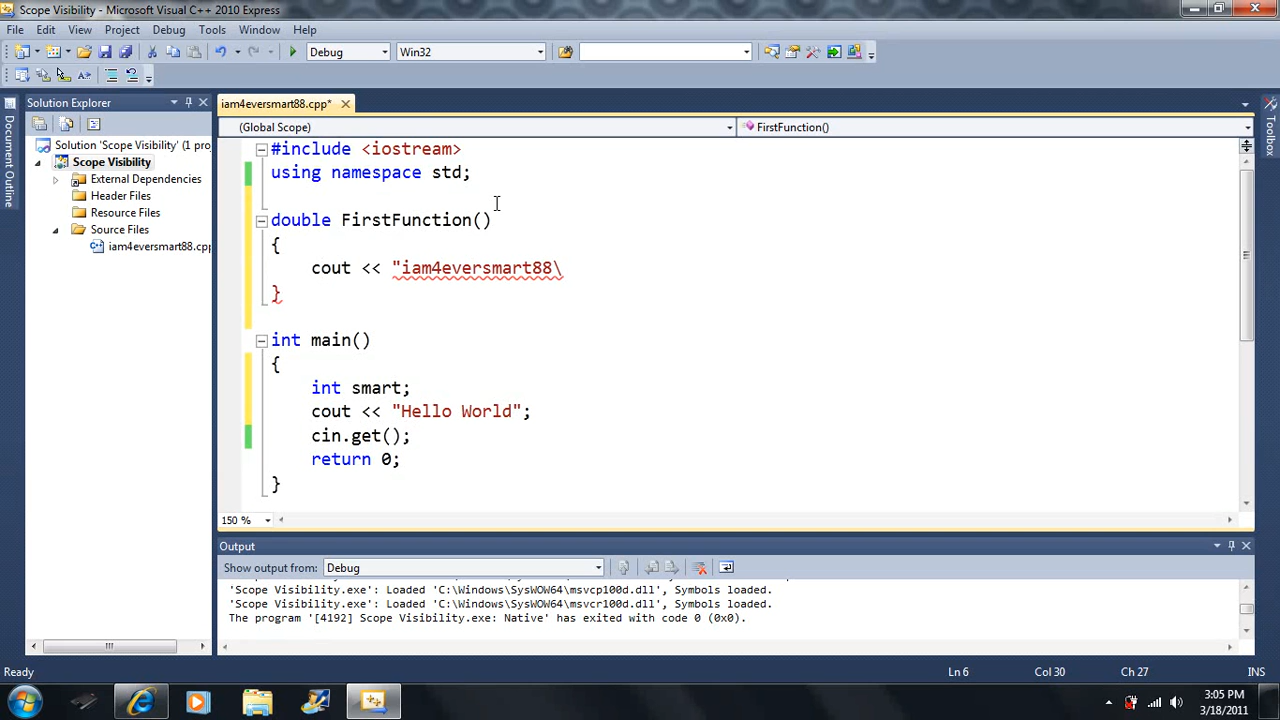 Scope Visibility - Microsoft Visual C++ 2010 Express
File Edit View Project Debug Tools Window Help
Debug Win32
Solution Explorer
iam4eversmart88.cpp*
Document Outline
Toolbox
(Global Scope)
FirstFunction()
Solution 'Scope Visibility' (1 proj
Scope Visibility
External Dependencies
Header Files
Resource Files
Source Files
iam4eversmart88.cpp
#include <iostream>
using namespace std;
double FirstFunction()
{
cout << "iam4eversmart88\
}
int main()
{
int smart;
cout << "Hello World";
cin.get();
return 0;
}
150 %
Output
Show output from: Debug
'Scope Visibility.exe': Loaded 'C:\Windows\SysWOW64\msvcp100d.dll', Symbols loaded.
'Scope Visibility.exe': Loaded 'C:\Windows\SysWOW64\msvcr100d.dll', Symbols loaded.
The program '[4192] Scope Visibility.exe: Native' has exited with code 0 (0x0).
Ready
Ln 6 Col 30 Ch 27 INS
3:05 PM
3/18/2011